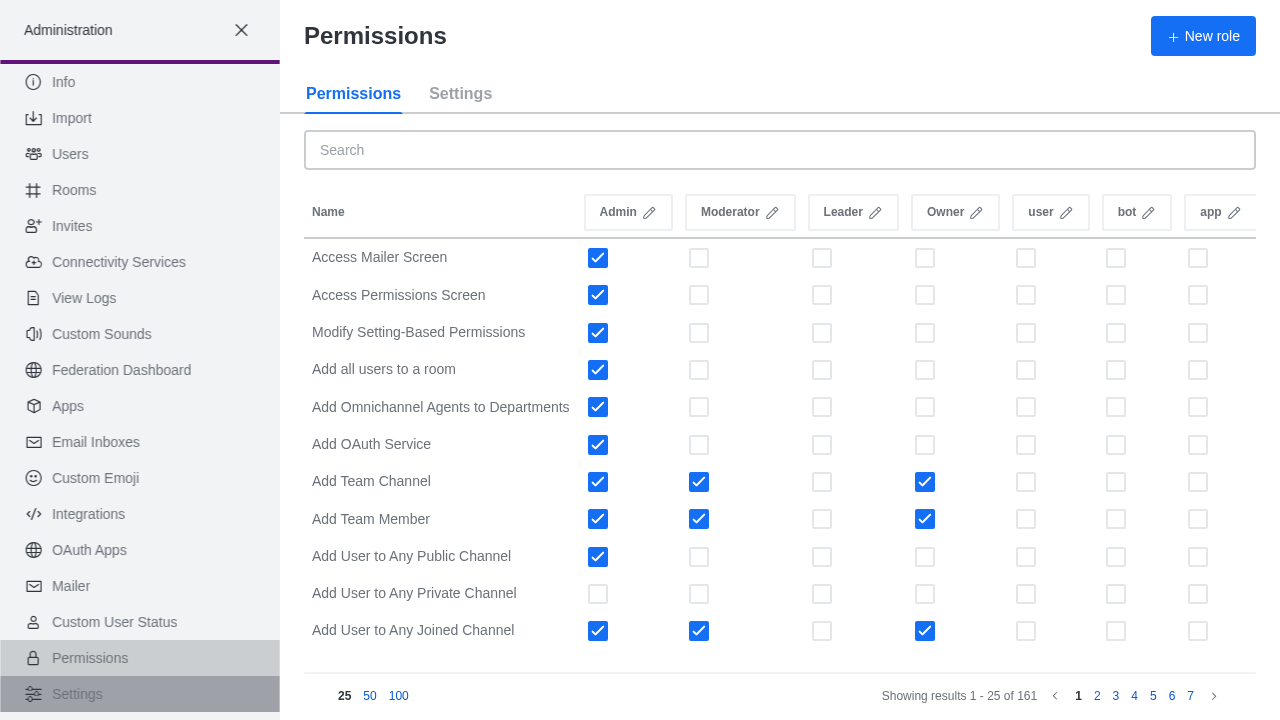 Administration
Info
Import
Users
Rooms
Invites
Connectivity Services
View Logs
Custom Sounds
Federation Dashboard
Apps
Email Inboxes
Custom Emoji
Integrations
OAuth Apps
Mailer
Custom User Status
Permissions
Settings
Permissions
New role
Permissions Settings
Search
Name Admin Moderator Leader Owner user bot app
Access Mailer Screen
Access Permissions Screen
Modify Setting-Based Permissions
Add all users to a room
Add Omnichannel Agents to Departments
Add OAuth Service
Add Team Channel
Add Team Member
Add User to Any Public Channel
Add User to Any Private Channel
Add User to Any Joined Channel
25 50 100 Showing results 1 - 25 of 161 1 2 3 4 5 6 7